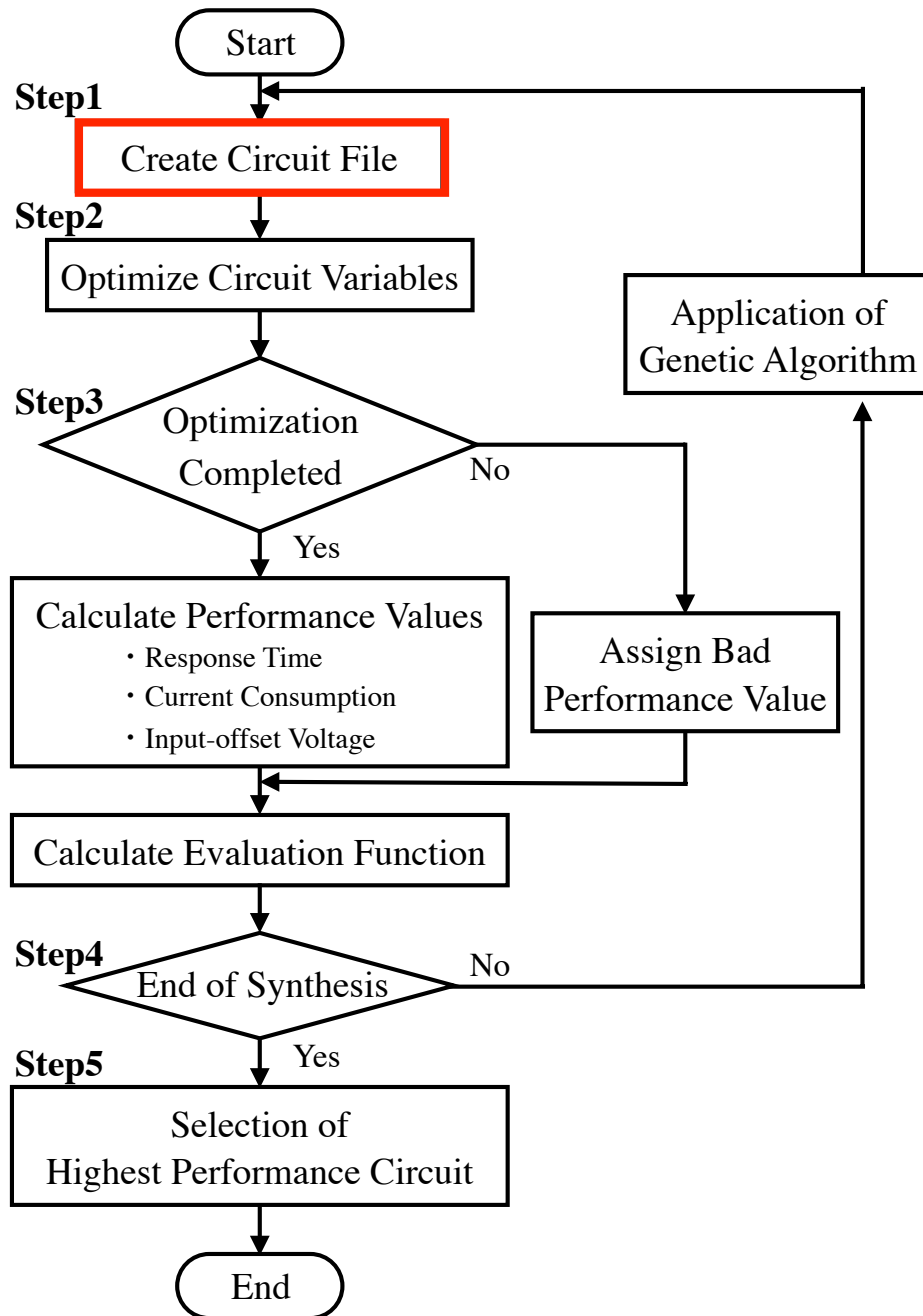 Start
Step1
Create Circuit File
Step2
Optimize Circuit Variables
Application of
Genetic Algorithm
Step3
Optimization
Completed
No
Yes
Calculate Performance Values
・Response Time
・Current Consumption
・Input-offset Voltage
Assign Bad
Performance Value
Calculate Evaluation Function
Step4
End of Synthesis
No
Yes
Step5
Selection of
Highest Performance Circuit
End